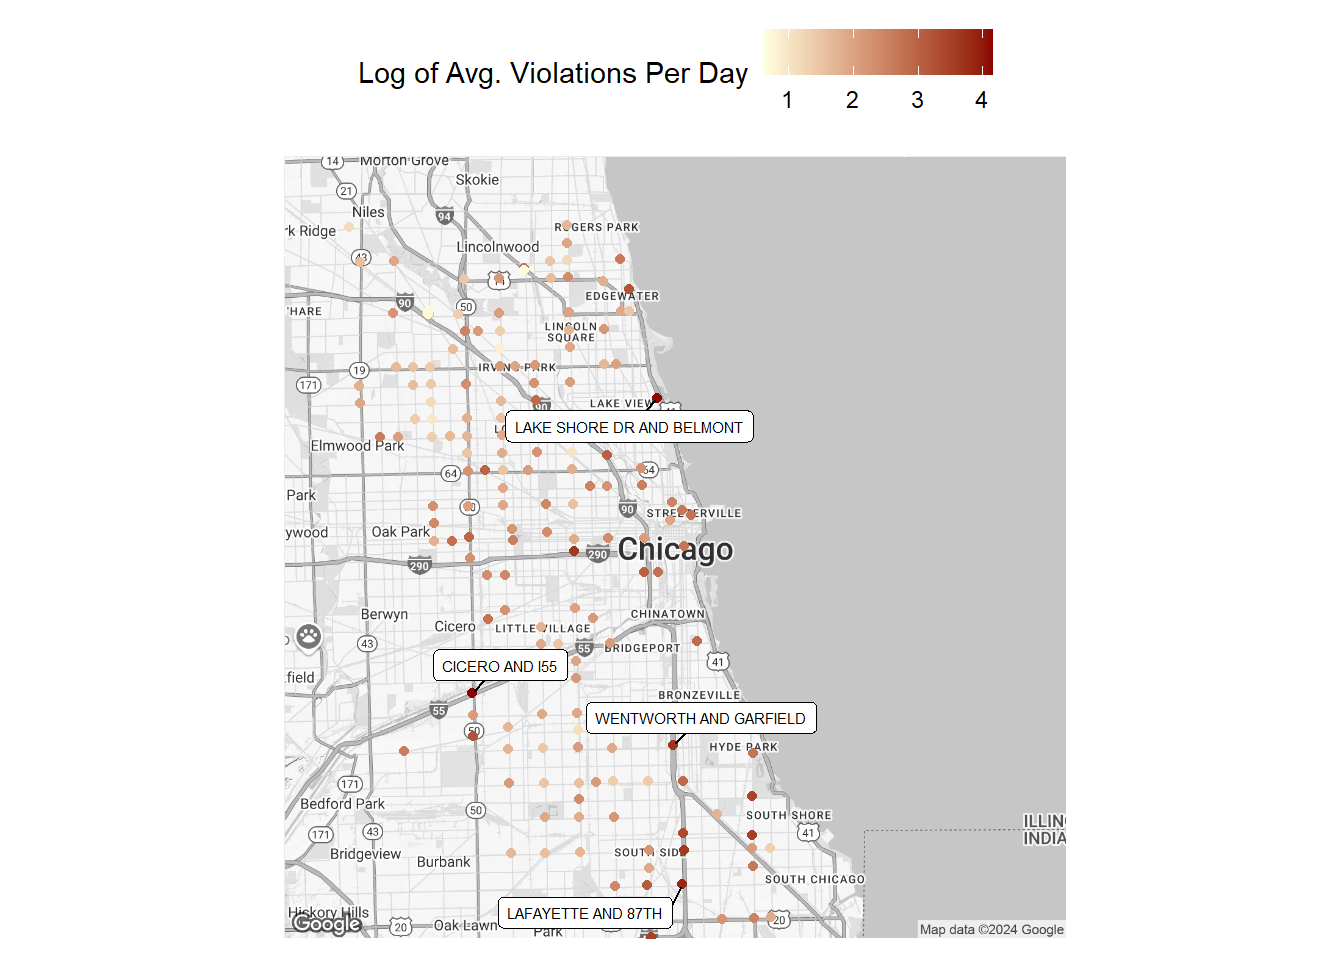 Log of Avg. Violations Per Day
1 2 3 4
14
Morton Grove
Skokie
21
94
Niles
rk Ridge
ROGERS PARK
43
Lincolnwood
14
EDGEWATER
90
50
'HARE
LINCOLN
SQUARE
19
IRVING PARK
171
90
LAKE VIEW
41
LAKE SHORE DR AND BELMONT
Elmwood Park
64
64
Park
50
90
STREETERVILLE
ywood
Oak Park
Chicago
290
290
Berwyn
CHINATOWN
Cicero
LITTLE VILLAGE
43
55
BRIDGEPORT
41
CICERO AND I55
field
BRONZEVILLE
55
WENTWORTH AND GARFIELD
50
HYDE PARK
171
Bedford Park
50
SOUTH SHORE
ILLIN
INDIA
171
43
41
Bridgeview
Burbank
SOUTH SIDE
SOUTH CHICAGO
LAFAYETTE AND 87TH
Hickory Hills
Google
20
Oak Lawn
Park
20
Map data ©2024 Google